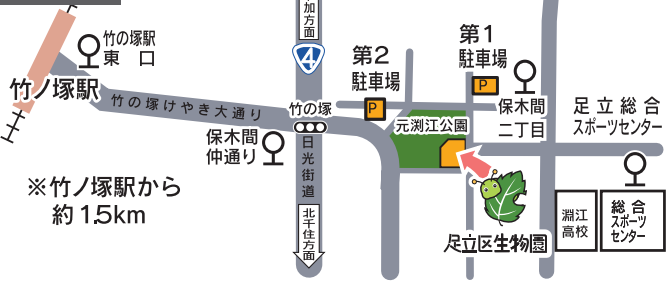 加方面
4
竹の塚駅
東口
竹ノ塚駅
竹の塚けやき大通り
竹の塚
保木間
仲通り
日光街道
北千住方面
第2
駐車場
P
第1
駐車場
P
保木間
二丁目
元渕江公園
足立総合
スポーツセンター
足立区生物園
淵江
高校
総合
スポーツ
センター
※竹ノ塚駅から
約1.5km